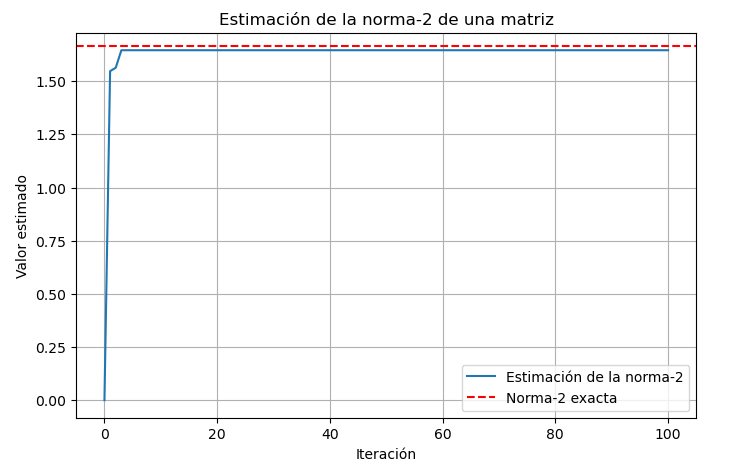 Estimación de la norma-2 de una matriz
Valor estimado
1.50
1.25
1.00
0.75
0.50
0.25
0.00
Estimación de la norma-2
Norma-2 exacta
0 20 40 60 80 100
Iteración